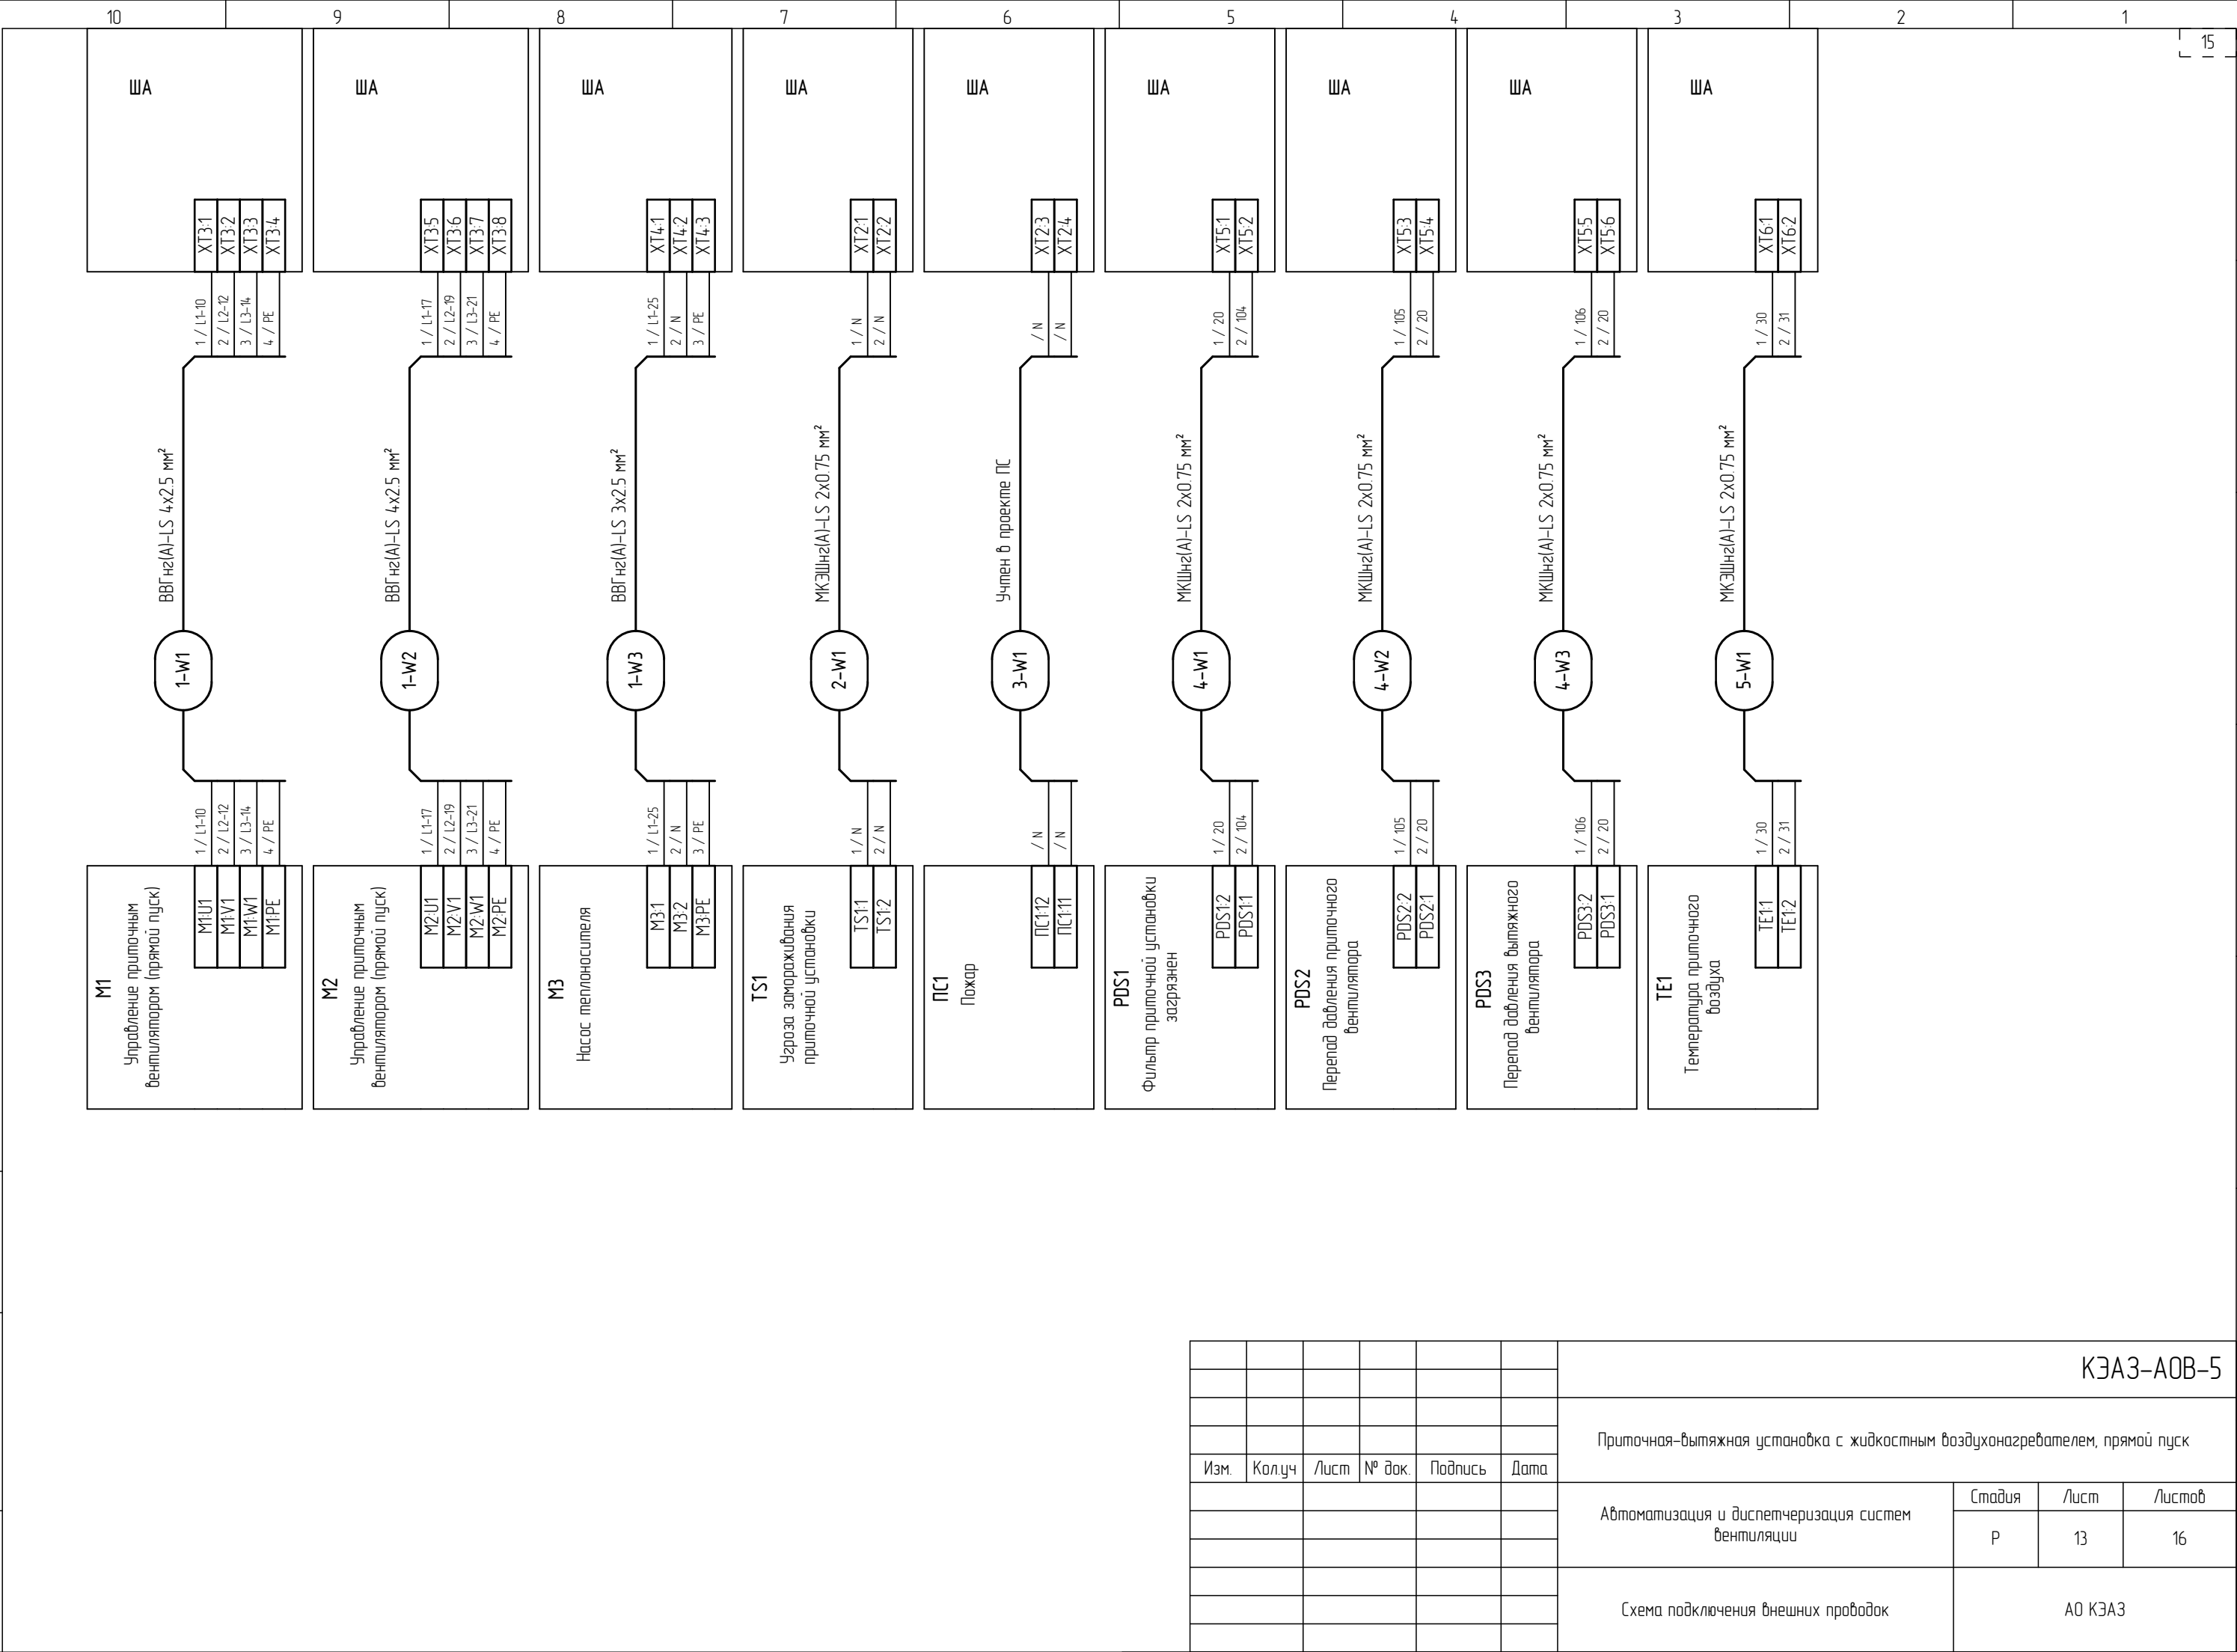 10 9 8 7 6 5 4 3 2 1
15
ША ША ША ША ША ША ША ША ША
XT3:1
XT3:2
XT3:3
XT3:4
XT3:5
XT3:6
XT3:7
XT3:8
XT4:1
XT4:2
XT4:3
XT2:1
XT2:2
XT2:3
XT2:4
XT5:1
XT5:2
XT5:3
XT5:4
XT5:5
XT5:6
XT6:1
XT6:2
1 / L1-10
2 / L2-12
3 / L3-14
4 / PE
1 / L1-17
2 / L2-19
3 / L3-21
4 / PE
1 / L1-25
2 / N
3 / PE
1 / N
2 / N
/ N
/ N
1 / 20
2 / 104
1 / 105
2 / 20
1 / 106
2 / 20
1 / 30
2 / 31
ВВГнг(А)-LS 4x2.5 мм²
ВВГнг(А)-LS 4x2.5 мм²
ВВГнг(А)-LS 3x2.5 мм²
МКЭШнг(А)-LS 2x0.75 мм²
Учтен в проекте ПС
МКШнг(А)-LS 2x0.75 мм²
МКШнг(А)-LS 2x0.75 мм²
МКШнг(А)-LS 2x0.75 мм²
МКЭШнг(А)-LS 2x0.75 мм²
1-W1
1-W2
1-W3
2-W1
3-W1
4-W1
4-W2
4-W3
5-W1
1 / L1-10
2 / L2-12
3 / L3-14
4 / PE
1 / L1-17
2 / L2-19
3 / L3-21
4 / PE
1 / L1-25
2 / N
3 / PE
1 / N
2 / N
/ N
/ N
1 / 20
2 / 104
1 / 105
2 / 20
1 / 106
2 / 20
1 / 30
2 / 31
M1
Управление приточным
вентилятором (прямой пуск)
M1:U1
M1:V1
M1:W1
M1:PE
M2
Управление приточным
вентилятором (прямой пуск)
M2:U1
M2:V1
M2:W1
M2:PE
M3
Насос теплоносителя
M3:1
M3:2
M3:PE
TS1
Угроза замораживания
приточной установки
TS1:1
TS1:2
ПС1
Пожар
ПС1:12
ПС1:11
PDS1
Фильтр приточной установки
загрязнен
PDS1:2
PDS1:1
PDS2
Перепад давления приточного
вентилятора
PDS2:2
PDS2:1
PDS3
Перепад давления вытяжного
вентилятора
PDS3:2
PDS3:1
TE1
Температура приточного
воздуха
TE1:1
TE1:2
КЭАЗ-АОВ-5
Приточная-вытяжная установка с жидкостным воздухонагревателем, прямой пуск
Изм. Кол.уч Лист № док. Подпись Дата
Автоматизация и диспетчеризация систем
вентиляции
Стадия Лист Листов
Р 13 16
Схема подключения внешних проводок
АО КЭАЗ